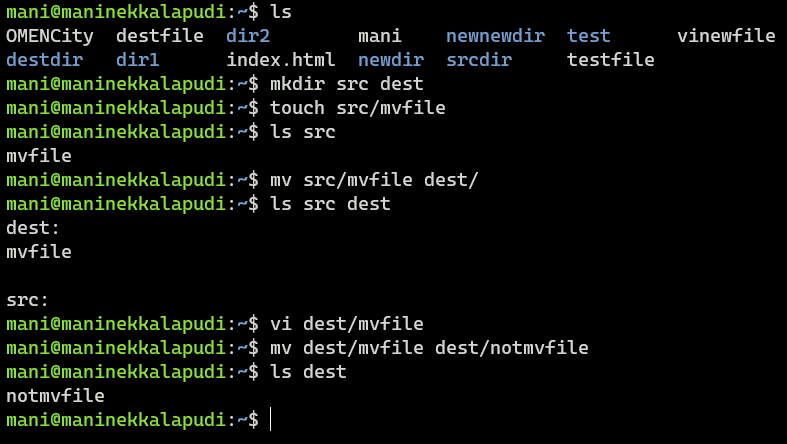 mani@maninekkalapudi:~$ ls
OMENCity  destfile  dir2        mani    newnewdir  test      vinewfile
destdir   dir1      index.html  newdir  srcdir     testfile
mani@maninekkalapudi:~$ mkdir src dest
mani@maninekkalapudi:~$ touch src/mvfile
mani@maninekkalapudi:~$ ls src
mvfile
mani@maninekkalapudi:~$ mv src/mvfile dest/
mani@maninekkalapudi:~$ ls src dest
dest:
mvfile

src:
mani@maninekkalapudi:~$ vi dest/mvfile
mani@maninekkalapudi:~$ mv dest/mvfile dest/notmvfile
mani@maninekkalapudi:~$ ls dest
notmvfile
mani@maninekkalapudi:~$